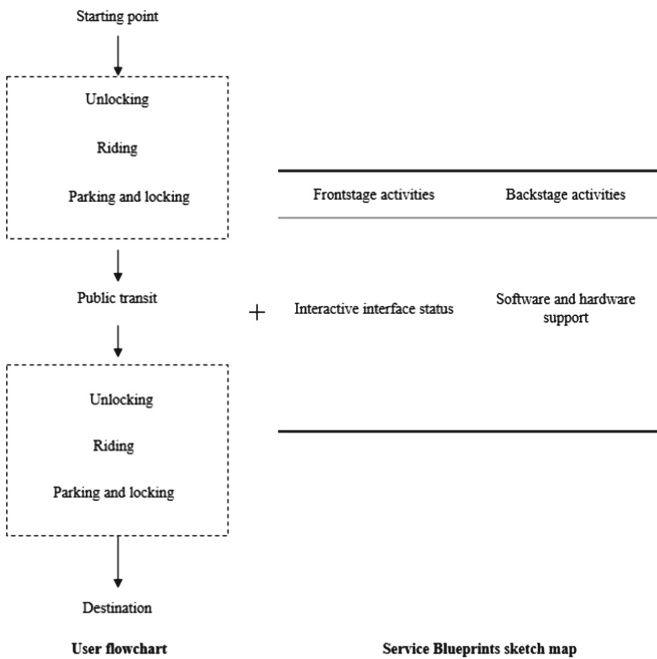 Starting point
Unlocking
Riding
Parking and locking
Public transit
Unlocking
Riding
Parking and locking
Destination
User flowchart
+
Frontstage activities
Backstage activities
Interactive interface status
Software and hardware
support
Service Blueprints sketch map